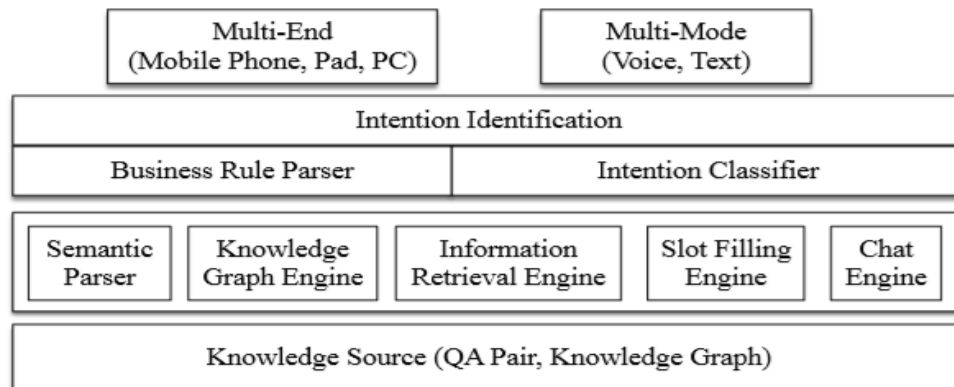 Multi-End
(Mobile Phone, Pad, PC)
Multi-Mode
(Voice, Text)
Intention Identification
Business Rule Parser
Intention Classifier
Semantic
Parser
Knowledge
Graph Engine
Information
Retrieval Engine
Slot Filling
Engine
Chat
Engine
Knowledge Source (QA Pair, Knowledge Graph)